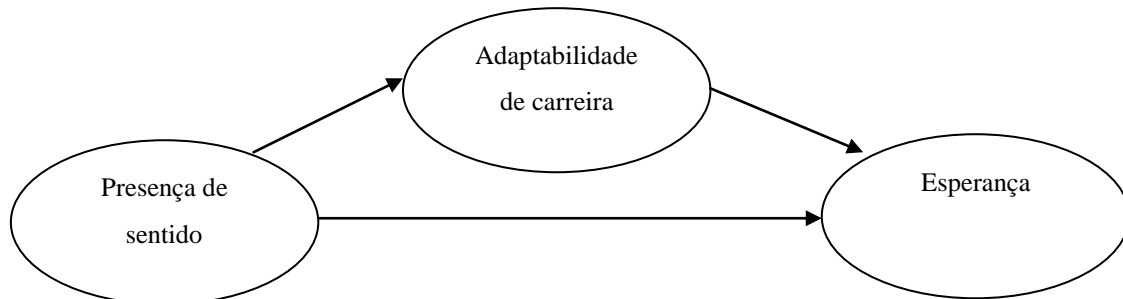 Adaptabilidade
de carreira
Presença de
sentido
Esperança